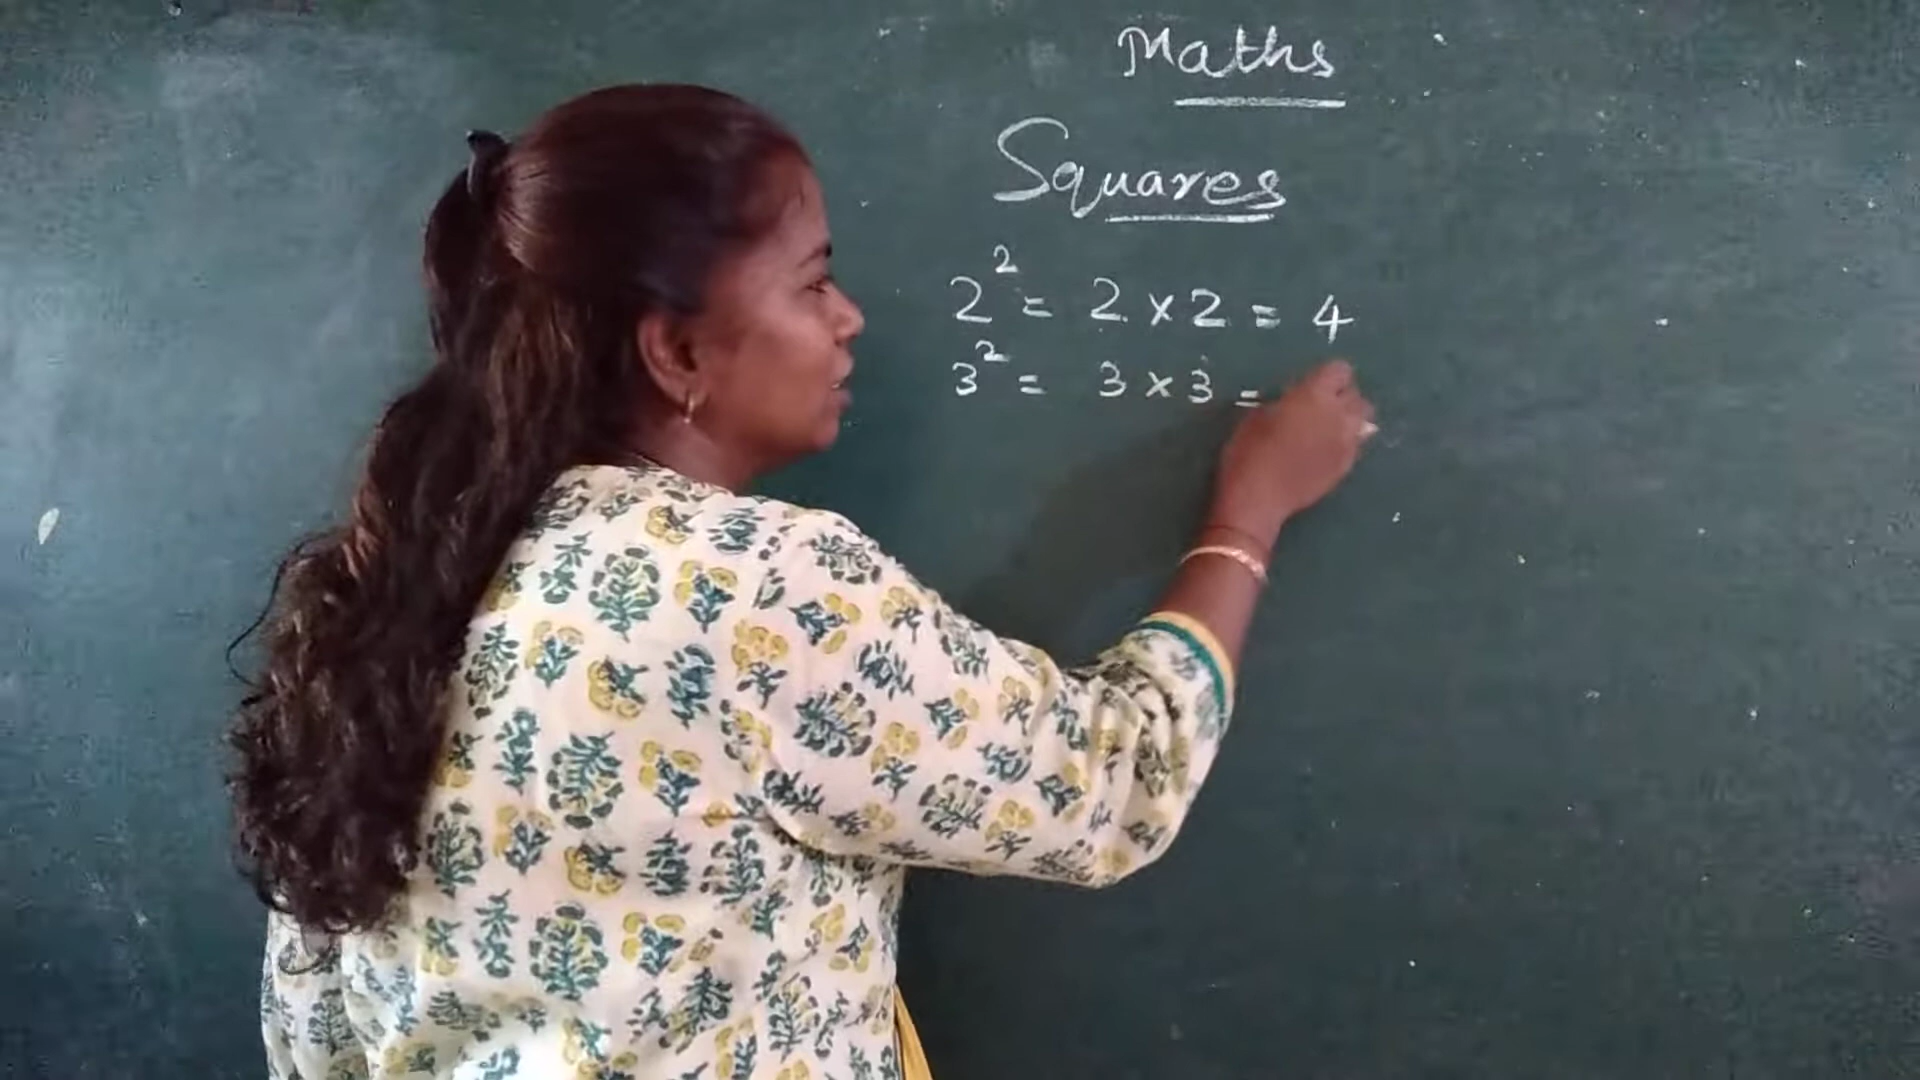 Maths
Squares
2² = 2 × 2 = 4
3² = 3 × 3 =